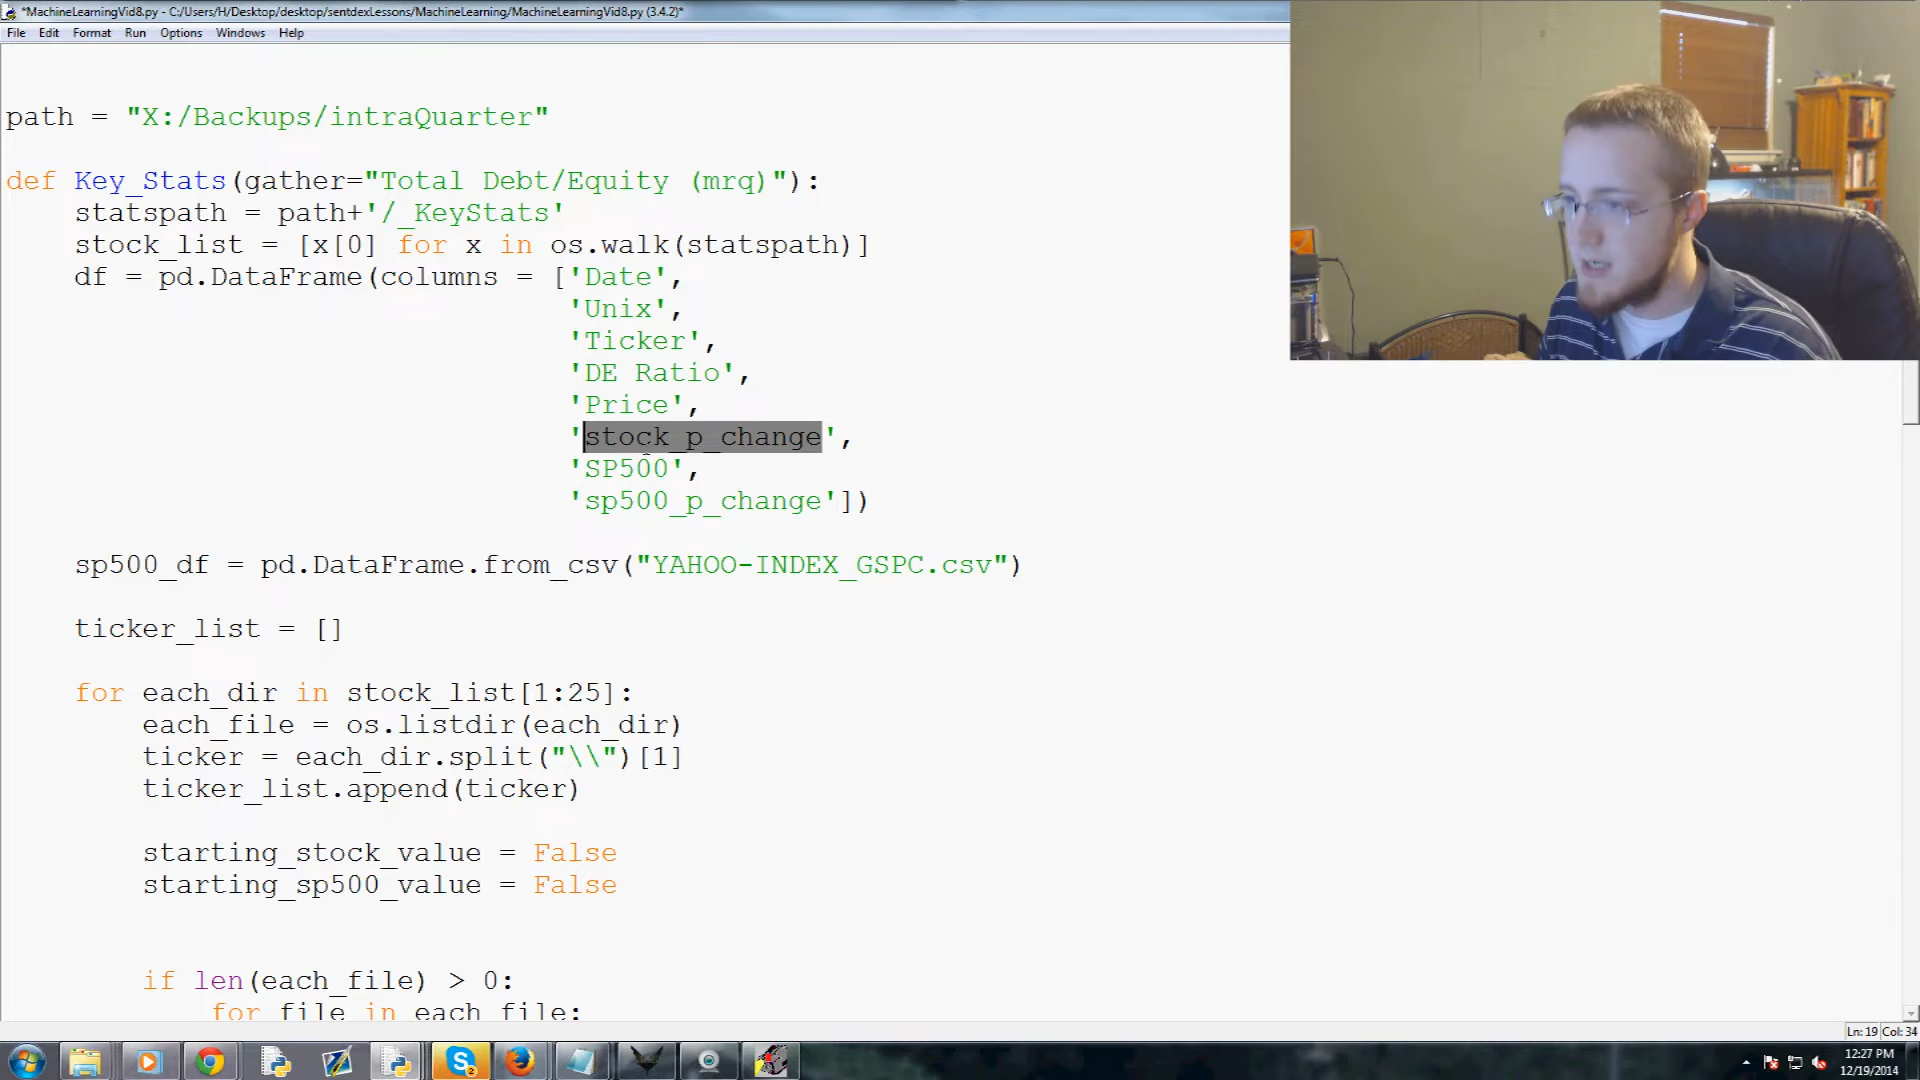 *MachineLearningVid8.py - C:/Users/H/Desktop/desktop/sentdexLessons/MachineLearning/MachineLearningVid8.py (3.4.2)*
File Edit Format Run Options Windows Help
path = "X:/Backups/intraQuarter"
def Key_Stats(gather="Total Debt/Equity (mrq)"):
statspath = path+'/_KeyStats'
stock_list = [x[0] for x in os.walk(statspath)]
df = pd.DataFrame(columns = ['Date',
'Unix',
'Ticker',
'DE Ratio',
'Price',
'stock_p_change',
'SP500',
'sp500_p_change'])
sp500_df = pd.DataFrame.from_csv("YAHOO-INDEX_GSPC.csv")
ticker_list = []
for each_dir in stock_list[1:25]:
each_file = os.listdir(each_dir)
ticker = each_dir.split("\\")[1]
ticker_list.append(ticker)
starting_stock_value = False
starting_sp500_value = False
if len(each_file) > 0:
for file in each_file:
Ln: 19 Col: 34
12:27 PM
12/19/2014